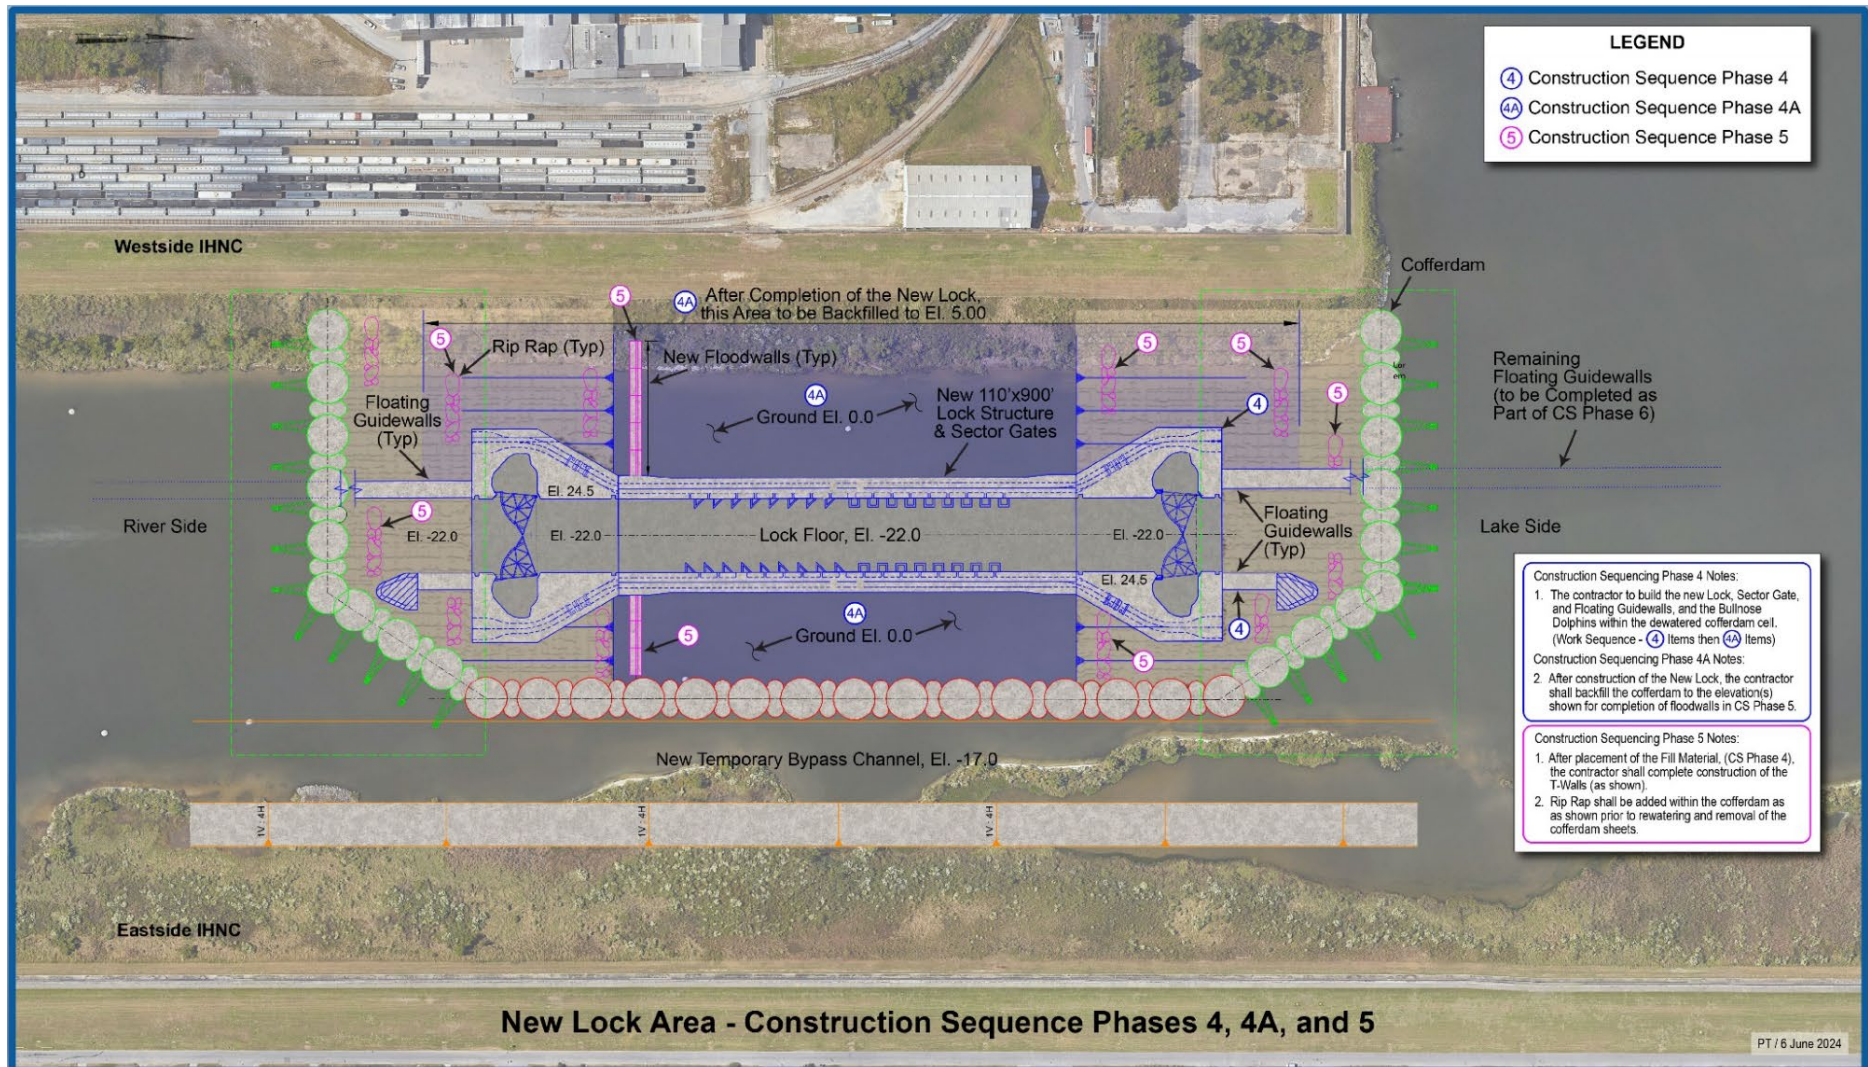 LEGEND
4 Construction Sequence Phase 4
4A Construction Sequence Phase 4A
5 Construction Sequence Phase 5
Westside IHNC
Cofferdam
5
4A After Completion of the New Lock,
this Area to be Backfilled to El. 5.00
5
Rip Rap (Typ)
New Floodwalls (Typ)
5
5
Remaining
Floating Guidewalls
(to be Completed as
Part of CS Phase 6)
Floating
Guidewalls
(Typ)
4A
Ground El. 0.0
New 110'x900'
Lock Structure
& Sector Gates
4
5
El. 24.5
River Side
5
El. -22.0
El. -22.0
Lock Floor, El. -22.0
El. -22.0
Floating
Guidewalls
(Typ)
Lake Side
El. 24.5
4A
Ground El. 0.0
5
4
5
Construction Sequencing Phase 4 Notes:
1. The contractor to build the new Lock, Sector Gate,
and Floating Guidewalls, and the Bullnose
Dolphins within the dewatered cofferdam cell.
(Work Sequence - 4 Items then 4A Items)
Construction Sequencing Phase 4A Notes:
2. After construction of the New Lock, the contractor
shall backfill the cofferdam to the elevation(s)
shown for completion of floodwalls in CS Phase 5.
Construction Sequencing Phase 5 Notes:
1. After placement of the Fill Material, (CS Phase 4),
the contractor shall complete construction of the
T-Walls (as shown).
2. Rip Rap shall be added within the cofferdam as
as shown prior to rewatering and removal of the
cofferdam sheets.
New Temporary Bypass Channel, El. -17.0
1V : 4H
1V : 4H
1V : 4H
Eastside IHNC
New Lock Area - Construction Sequence Phases 4, 4A, and 5
PT / 6 June 2024